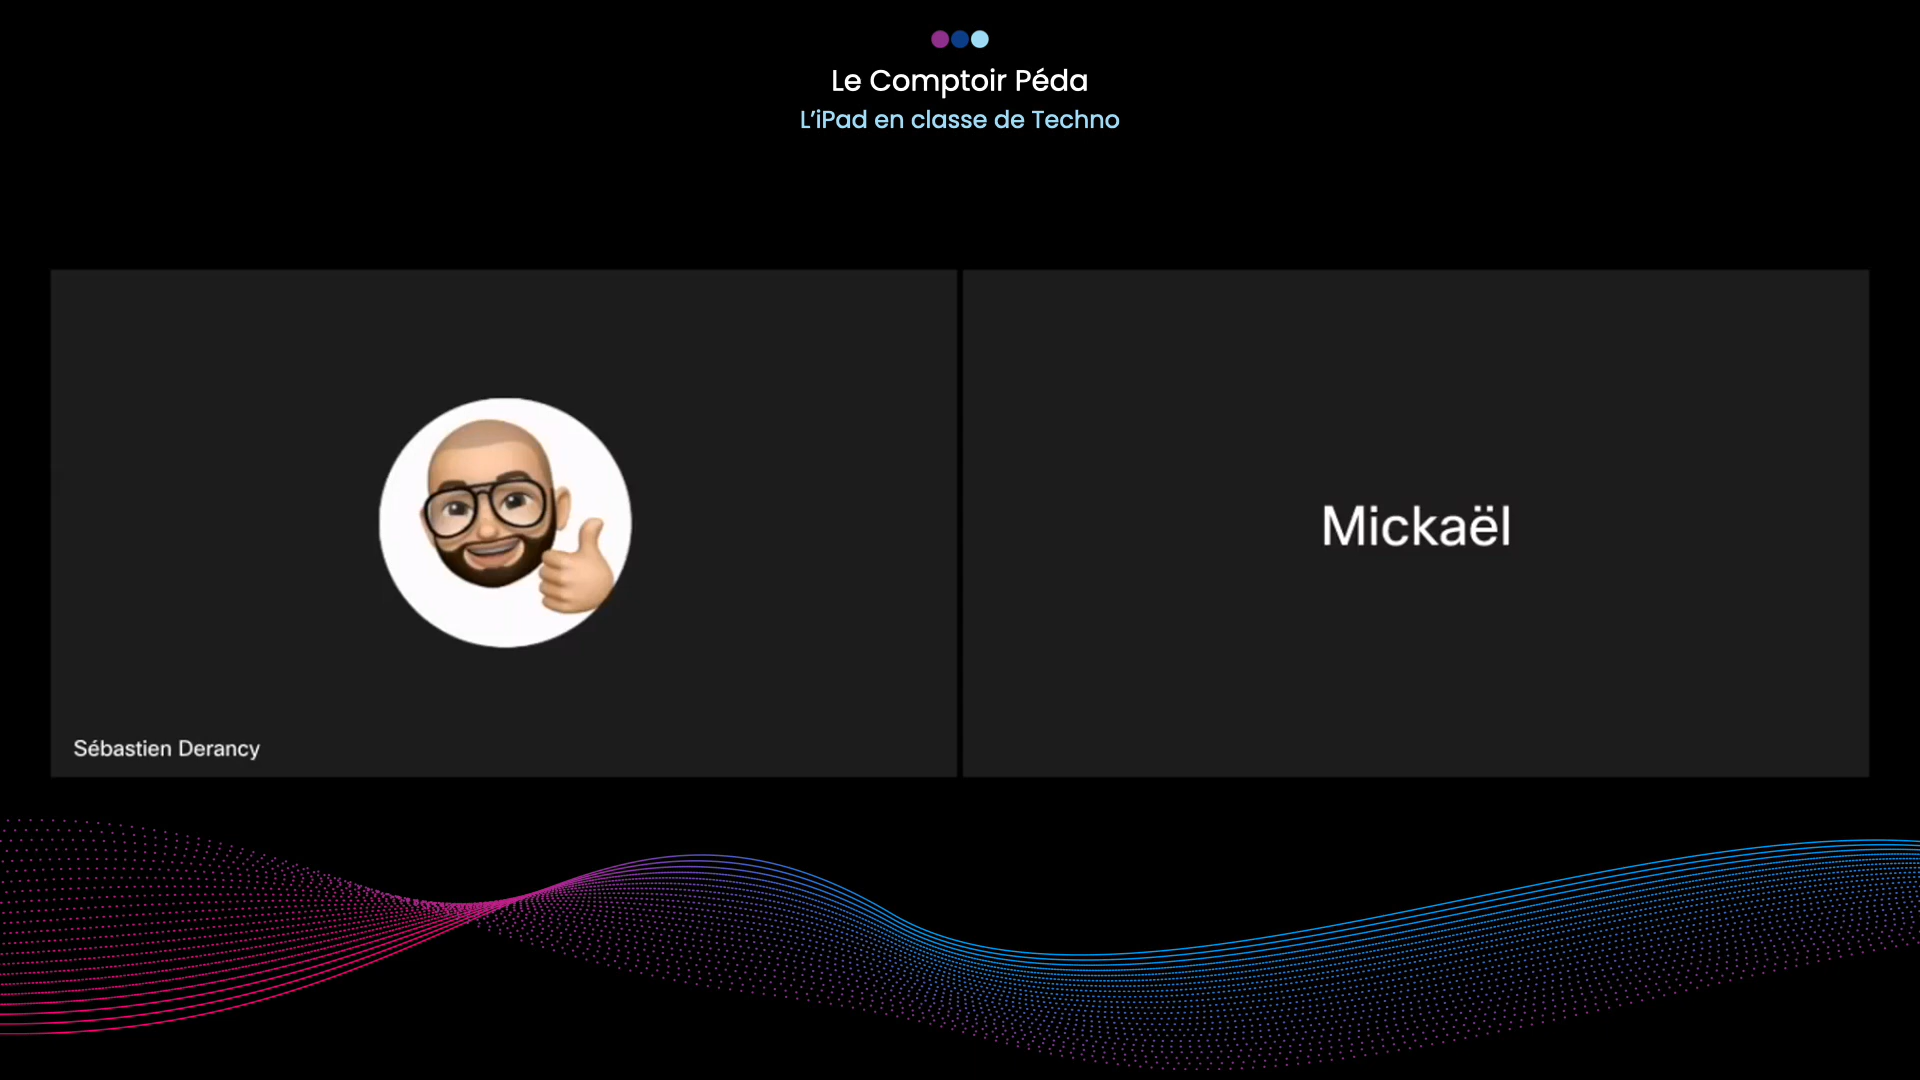 Le Comptoir Péda
L’iPad en classe de Techno
Mickaël
Sébastien Derancy